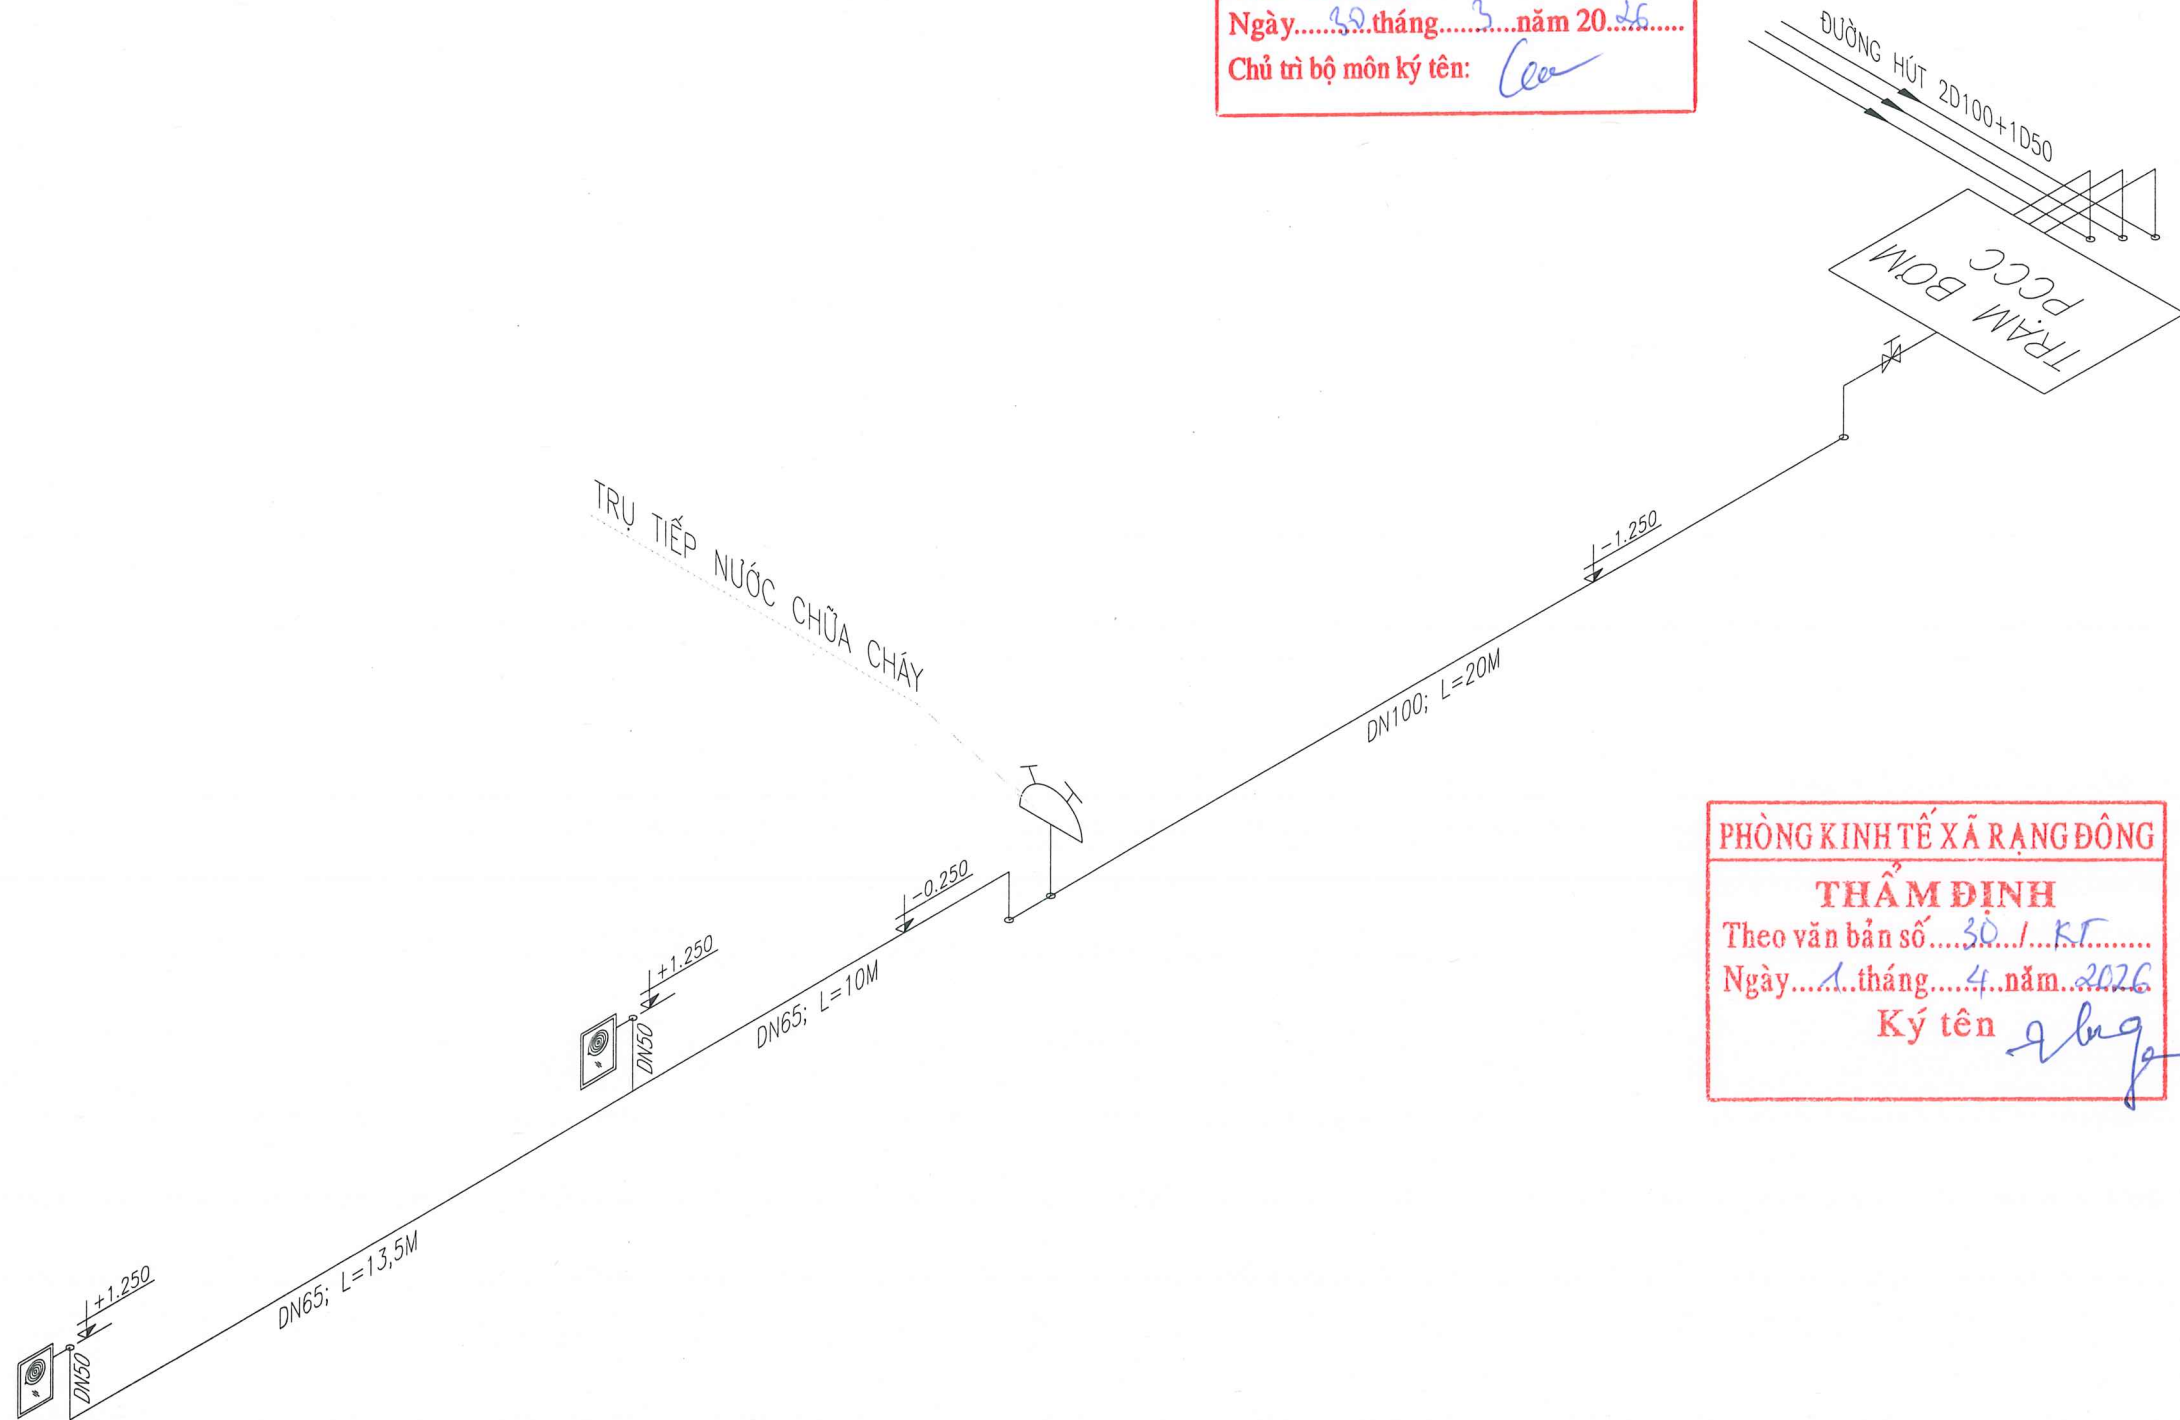 Ngày......30.tháng.........3...năm 20.26......
Chủ trì bộ môn ký tên:
ĐƯỜNG HÚT 2D100+1D50
TRẠM BƠM
PCCC
-1.250
TRỤ TIẾP NƯỚC CHỮA CHÁY
DN100; L=20M
PHÒNG KINH TẾ XÃ RẠNG ĐÔNG
THẨM ĐỊNH
Theo văn bản số....30..../...KT.........
Ngày....1..tháng.....4..năm..2026
Ký tên
-0.250
+1.250
DN50
DN65; L=10M
DN65; L=13,5M
+1.250
DN50